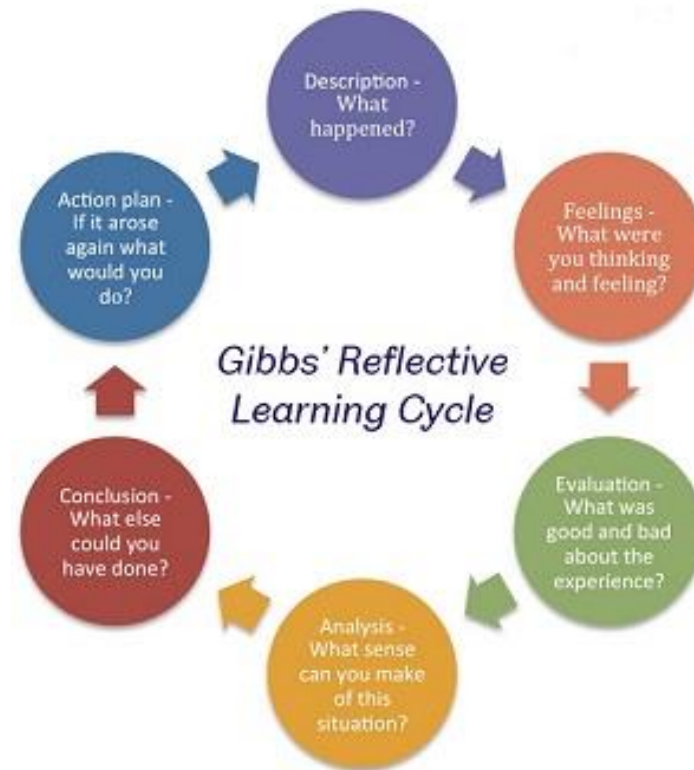 Description -
What
happened?
Feelings -
What were
you thinking
and feeling?
Evaluation -
What was
good and bad
about the
experience?
Analysis -
What sense
can you make
of this
situation?
Conclusion -
What else
could you
have done?
Action plan -
If it arose
again what
would you
do?
Gibbs' Reflective
Learning Cycle